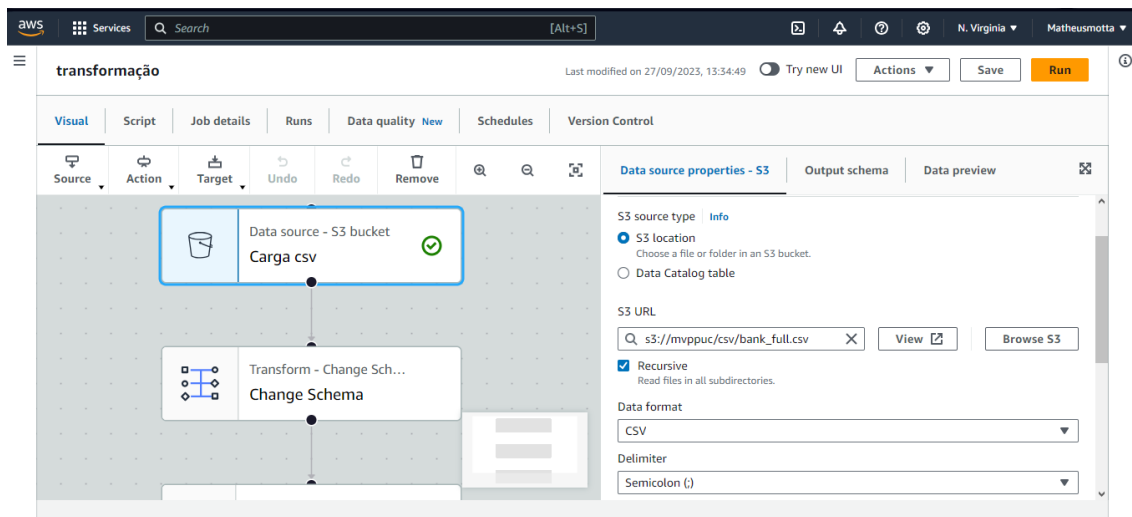 aws Services Search [Alt+S] N. Virginia Matheusmotta
transformação Last modified on 27/09/2023, 13:34:49 Try new UI Actions Save Run
Visual Script Job details Runs Data quality New Schedules Version Control
Source Action Target Undo Redo Remove
Data source properties - S3 Output schema Data preview
Data source - S3 bucket
Carga csv
Transform - Change Sch...
Change Schema
S3 source type Info
S3 location
Choose a file or folder in an S3 bucket.
Data Catalog table
S3 URL
s3://mvppuc/csv/bank_full.csv View Browse S3
Recursive
Read files in all subdirectories.
Data format
CSV
Delimiter
Semicolon (;)